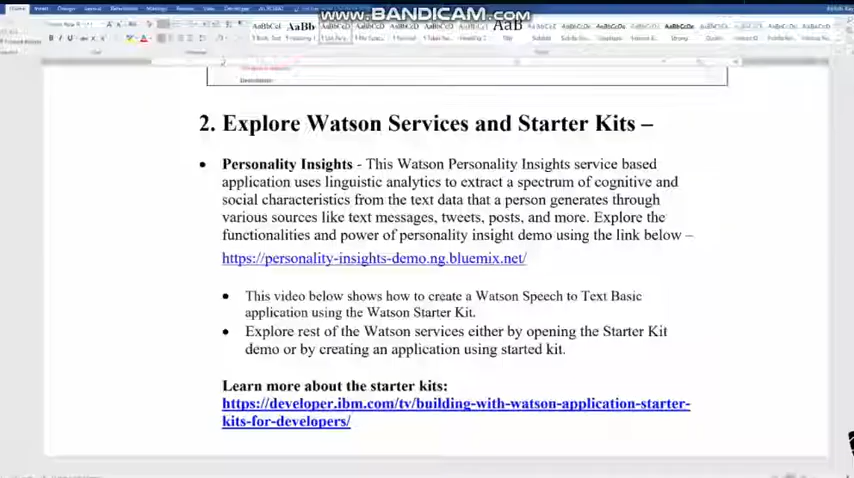 WWW.BANDICAM.COM
AaBbCcI AaBb AaBbCcDc AaB
2. Explore Watson Services and Starter Kits –
• Personality Insights - This Watson Personality Insights service based
application uses linguistic analytics to extract a spectrum of cognitive and
social characteristics from the text data that a person generates through
various sources like text messages, tweets, posts, and more. Explore the
functionalities and power of personality insight demo using the link below –
https://personality-insights-demo.ng.bluemix.net/
• This video below shows how to create a Watson Speech to Text Basic
application using the Watson Starter Kit.
• Explore rest of the Watson services either by opening the Starter Kit
demo or by creating an application using started kit.
Learn more about the starter kits:
https://developer.ibm.com/tv/building-with-watson-application-starter-
kits-for-developers/